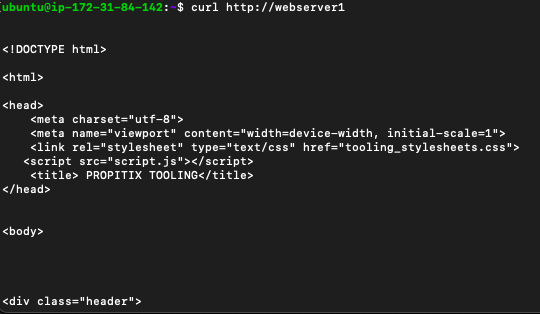 [ubuntu@ip-172-31-84-142:~$ curl http://webserver1
<!DOCTYPE html>
<html>
<head>
    <meta charset="utf-8">
    <meta name="viewport" content="width=device-width, initial-scale=1">
    <link rel="stylesheet" type="text/css" href="tooling_stylesheets.css">
   <script src="script.js"></script>
    <title> PROPITIX TOOLING</title>
</head>
<body>
<div class="header">